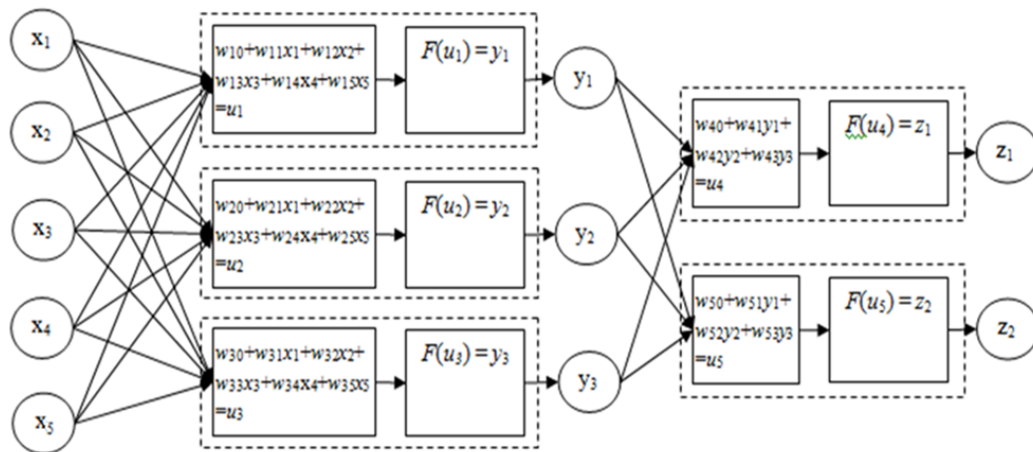 x1
x2
x3
x4
x5
w10+w11x1+w12x2+
w13x3+w14x4+w15x5
=u1
F(u1)=y1
w20+w21x1+w22x2+
w23x3+w24x4+w25x5
=u2
F(u2)=y2
w30+w31x1+w32x2+
w33x3+w34x4+w35x5
=u3
F(u3)=y3
y1
y2
y3
w40+w41y1+
w42y2+w43y3
=u4
F(u4)=z1
w50+w51y1+
w52y2+w53y3
=u5
F(u5)=z2
z1
z2